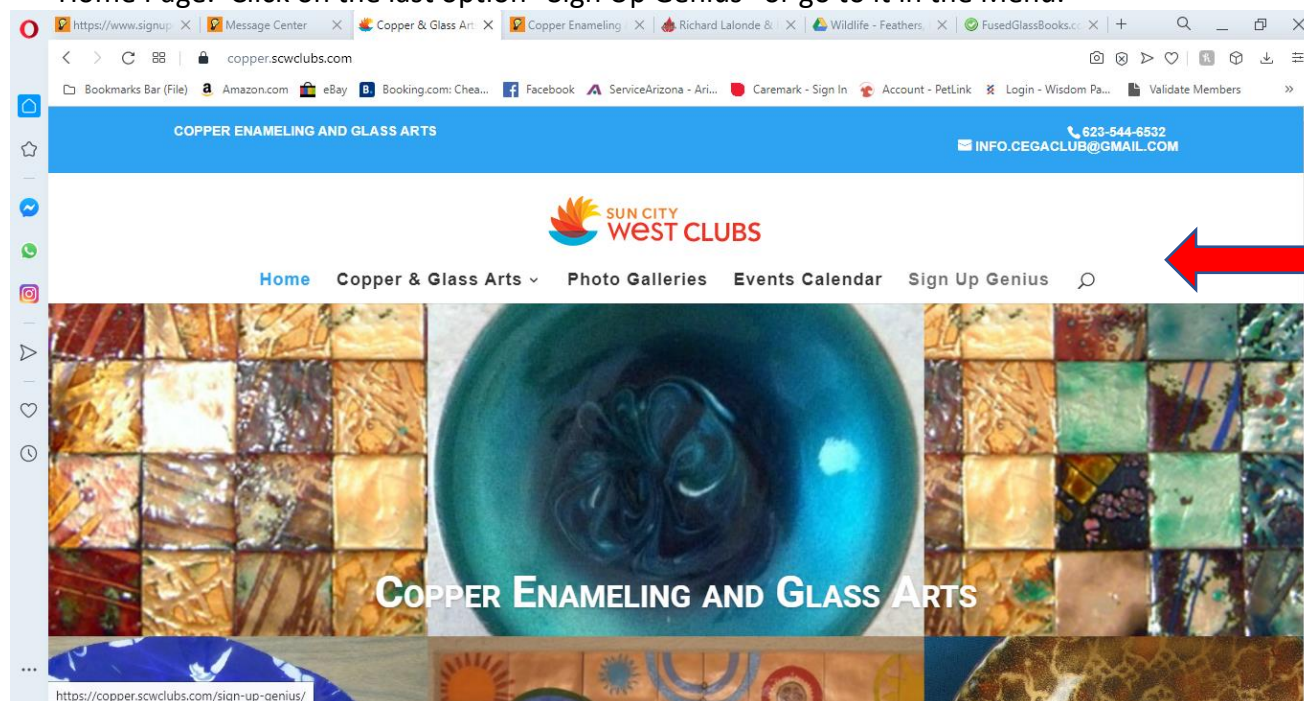 Home Page. Click on the last option "Sign Up Genius" or go to it in the Menu.
https://www.signup
Message Center
Copper & Glass Art
Copper Enameling
Richard Lalonde &
Wildlife - Feathers,
FusedGlassBooks.cc
copper.scwclubs.com
Bookmarks Bar (File)
Amazon.com
eBay
Booking.com: Chea...
Facebook
ServiceArizona - Ari...
Caremark - Sign In
Account - PetLink
Login - Wisdom Pa...
Validate Members
COPPER ENAMELING AND GLASS ARTS
623-544-6532
INFO.CEGACLUB@GMAIL.COM
SUN CITY
WEST CLUBS
Home
Copper & Glass Arts
Photo Galleries
Events Calendar
Sign Up Genius
COPPER ENAMELING AND GLASS ARTS
https://copper.scwclubs.com/sign-up-genius/